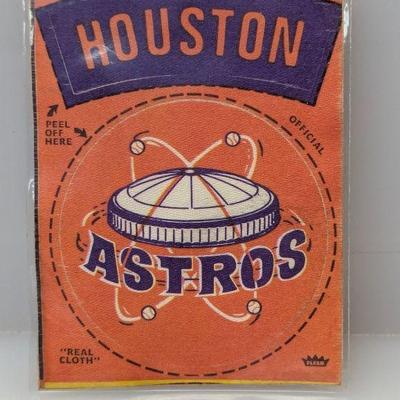 HOUSTON
PEEL
OFF
HERE
OFFICIAL
ASTROS
"REAL
CLOTH"
FLEER